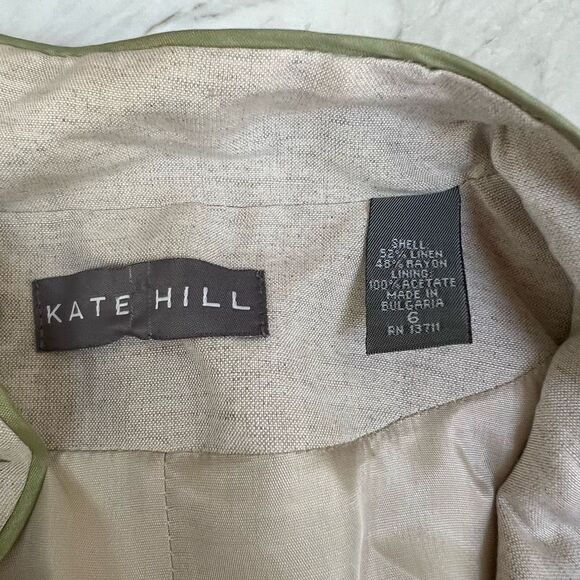 KATE HILL
SHELL:
52% LINEN
48% RAYON
LINING:
100% ACETATE
MADE IN
BULGARIA
6
RN 13711